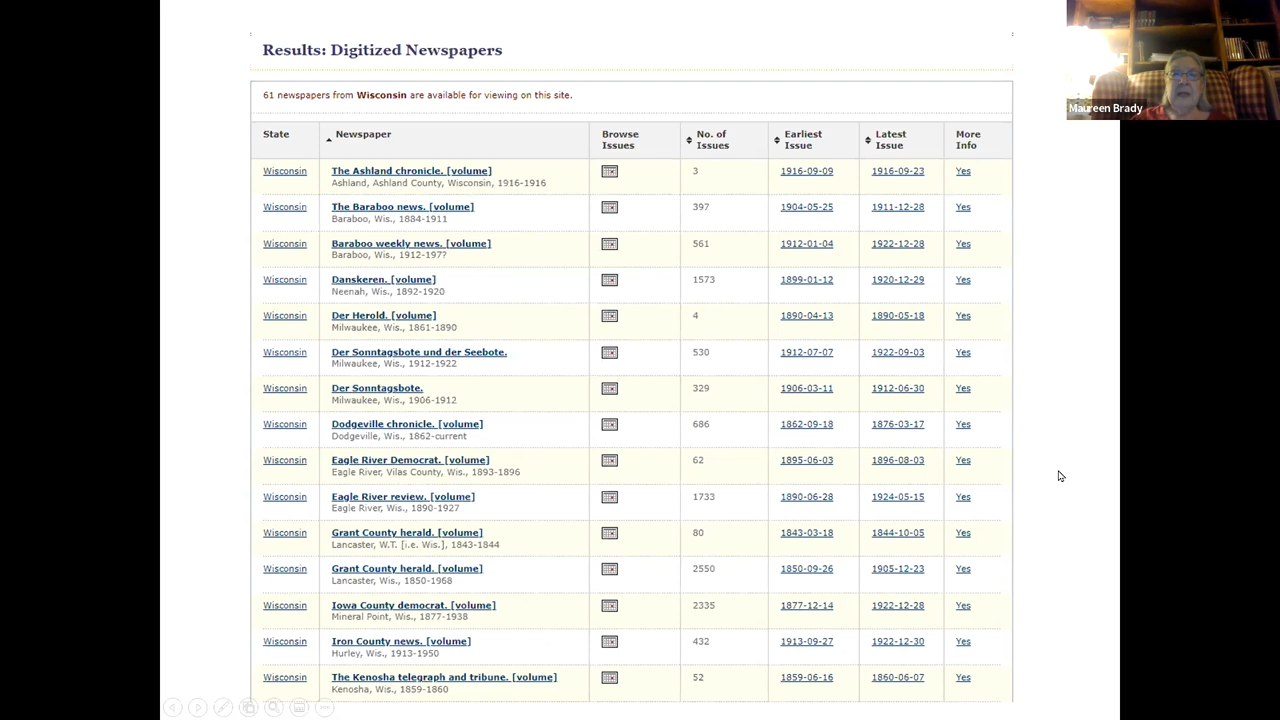 Results: Digitized Newspapers
Maureen Brady
61 newspapers from Wisconsin are available for viewing on this site.
State Newspaper Browse Issues No. of Issues Earliest Issue Latest Issue More Info
Wisconsin The Ashland chronicle. [volume] 3 1916-09-09 1916-09-23 Yes
Ashland, Ashland County, Wisconsin, 1916-1916
Wisconsin The Baraboo news. [volume] 397 1904-05-25 1911-12-28 Yes
Baraboo, Wis., 1884-1911
Wisconsin Baraboo weekly news. [volume] 561 1912-01-04 1922-12-28 Yes
Baraboo, Wis., 1912-197?
Wisconsin Danskeren. [volume] 1573 1899-01-12 1920-12-29 Yes
Neenah, Wis., 1892-1920
Wisconsin Der Herold. [volume] 4 1890-04-13 1890-05-18 Yes
Milwaukee, Wis., 1861-1890
Wisconsin Der Sonntagsbote und der Seebote. 530 1912-07-07 1922-09-03 Yes
Milwaukee, Wis., 1912-1922
Wisconsin Der Sonntagsbote. 329 1906-03-11 1912-06-30 Yes
Milwaukee, Wis., 1906-1912
Wisconsin Dodgeville chronicle. [volume] 686 1862-09-18 1876-03-17 Yes
Dodgeville, Wis., 1862-current
Wisconsin Eagle River Democrat. [volume] 62 1895-06-03 1896-08-03 Yes
Eagle River, Vilas County, Wis., 1893-1896
Wisconsin Eagle River review. [volume] 1733 1890-06-28 1924-05-15 Yes
Eagle River, Wis., 1890-1927
Wisconsin Grant County herald. [volume] 80 1843-03-18 1844-10-05 Yes
Lancaster, W.T. [i.e. Wis.], 1843-1844
Wisconsin Grant County herald. [volume] 2550 1850-09-26 1905-12-23 Yes
Lancaster, Wis., 1850-1968
Wisconsin Iowa County democrat. [volume] 2335 1877-12-14 1922-12-28 Yes
Mineral Point, Wis., 1877-1938
Wisconsin Iron County news. [volume] 432 1913-09-27 1922-12-30 Yes
Hurley, Wis., 1913-1950
Wisconsin The Kenosha telegraph and tribune. [volume] 52 1859-06-16 1860-06-07 Yes
Kenosha, Wis., 1859-1860